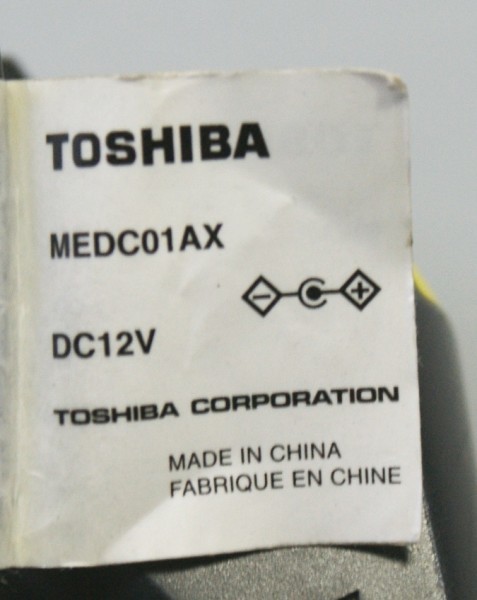 TOSHIBA
MEDC01AX
DC12V
TOSHIBA CORPORATION
MADE IN CHINA
FABRIQUE EN CHINE